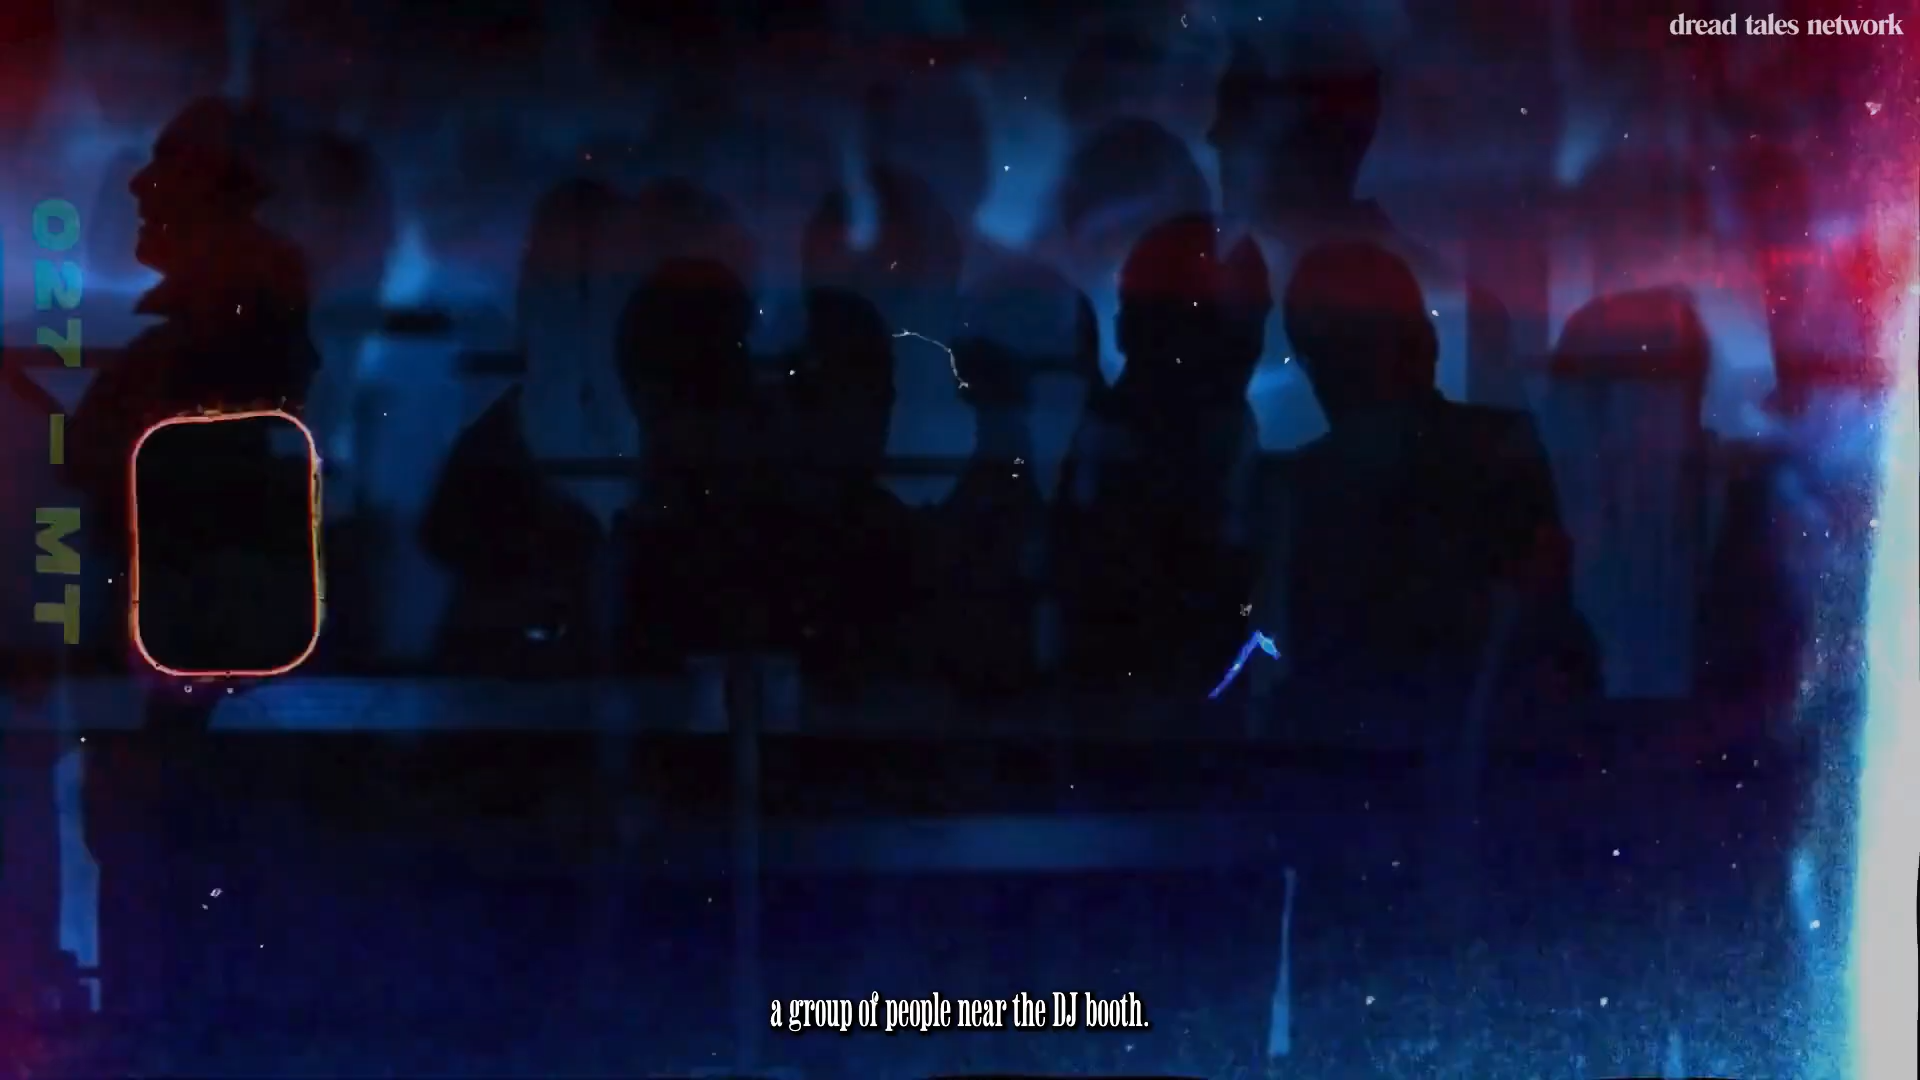 dread tales network
027 – MT
a group of people near the DJ booth.